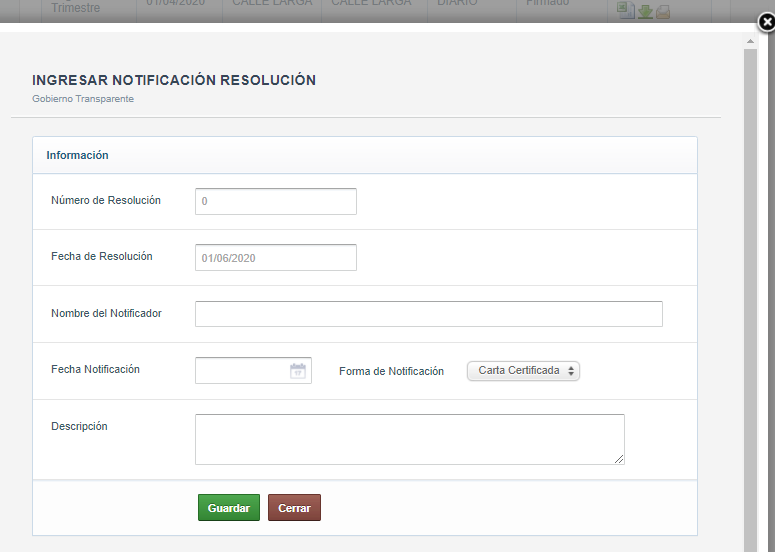 Trimestre 01/04/2020 CALLE LARGA CALLE LARGA DIARIO Firmado
INGRESAR NOTIFICACIÓN RESOLUCIÓN
Gobierno Transparente
Información
Número de Resolución 0
Fecha de Resolución 01/06/2020
Nombre del Notificador
Fecha Notificación 17 Forma de Notificación Carta Certificada
Descripción
Guardar Cerrar